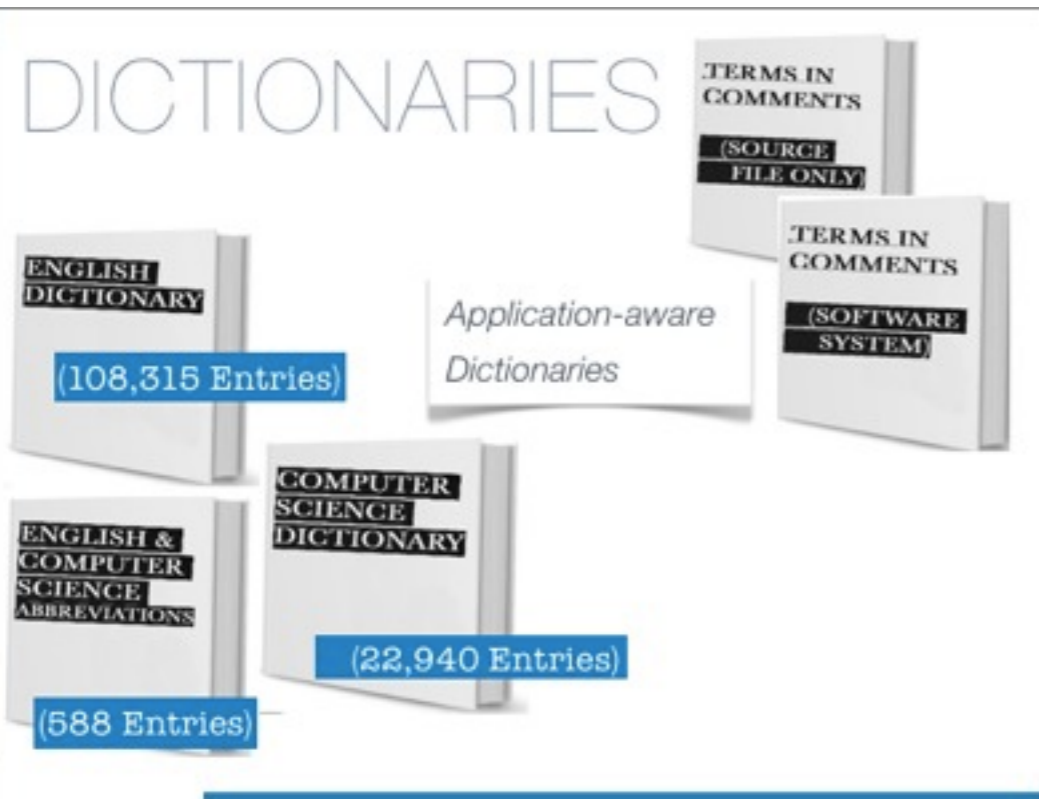 DICTIONARIES
TERMS IN
COMMENTS
(SOURCE
FILE ONLY)
TERMS IN
COMMENTS
(SOFTWARE
SYSTEM)
Application-aware
Dictionaries
ENGLISH
DICTIONARY
(108,315 Entries)
COMPUTER
SCIENCE
DICTIONARY
(22,940 Entries)
ENGLISH &
COMPUTER
SCIENCE
ABBREVIATIONS
(588 Entries)